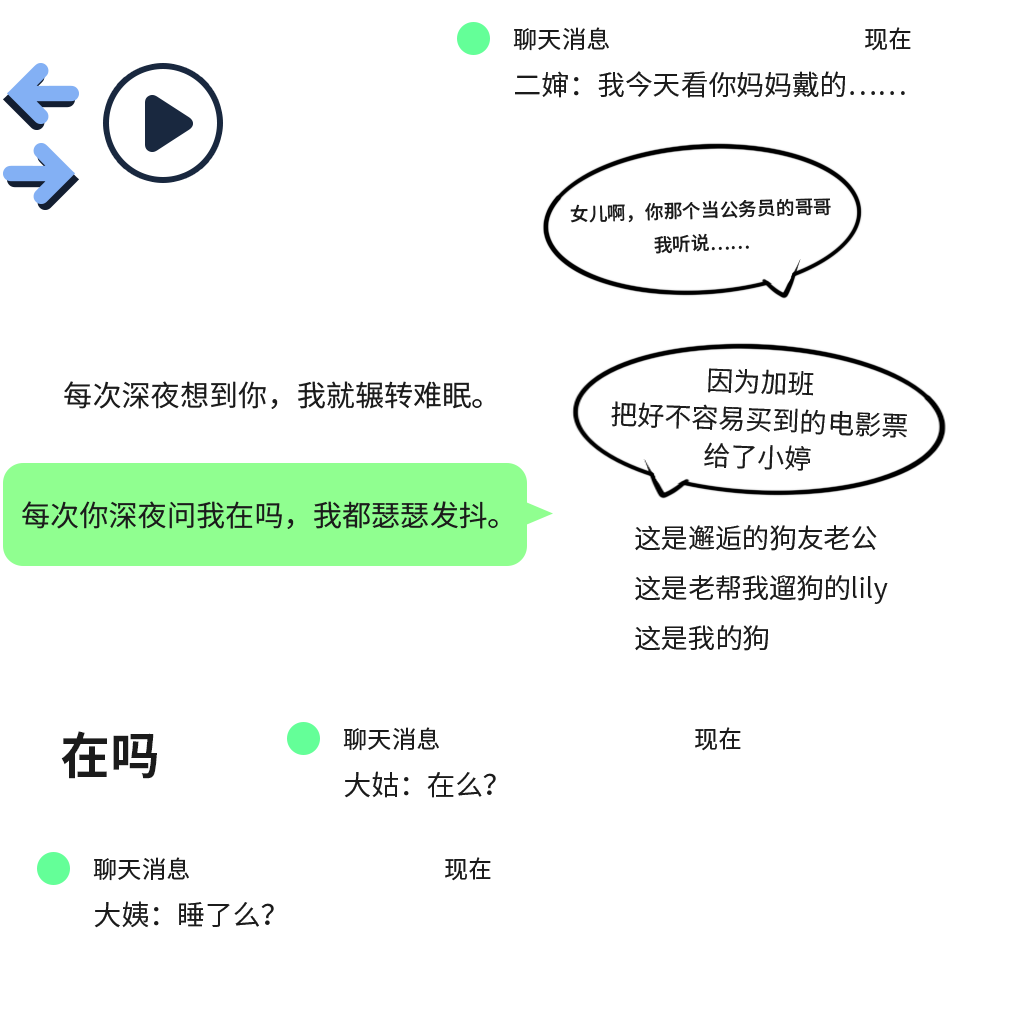 聊天消息 现在
二婶：我今天看你妈妈戴的……
女儿啊，你那个当公务员的哥哥
我听说……
每次深夜想到你，我就辗转难眠。
每次你深夜问我在吗，我都瑟瑟发抖。
因为加班
把好不容易买到的电影票
给了小婷
这是邂逅的狗友老公
这是老帮我遛狗的lily
这是我的狗
在吗
聊天消息 现在
大姑：在么？
聊天消息 现在
大姨：睡了么？